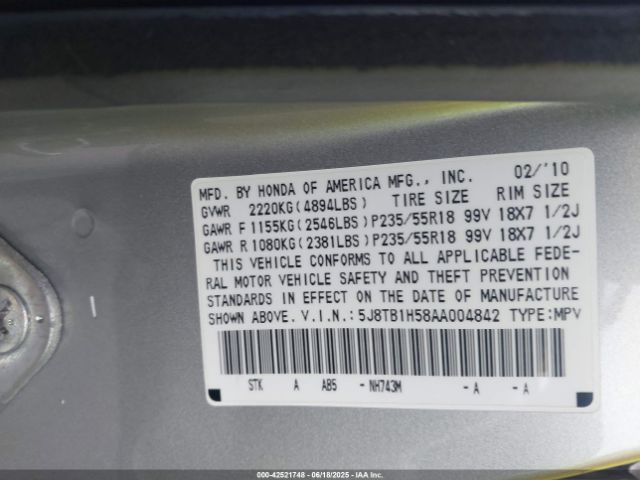 MFD. BY HONDA OF AMERICA MFG., INC. 02/'10
GVWR 2220KG(4894LBS) TIRE SIZE RIM SIZE
GAWR F 1155KG(2546LBS) P235/55R18 99V 18X7 1/2J
GAWR R 1080KG(2381LBS) P235/55R18 99V 18X7 1/2J
THIS VEHICLE CONFORMS TO ALL APPLICABLE FEDE-
RAL MOTOR VEHICLE SAFETY AND THEFT PREVENTION
STANDARDS IN EFFECT ON THE DATE OF MANUFACTURE
SHOWN ABOVE. V.I.N.:5J8TB1H58AA004842 TYPE:MPV
STK A AB5 -NH743M -A -A
000-42521748 - 06/18/2025 - IAAI.com